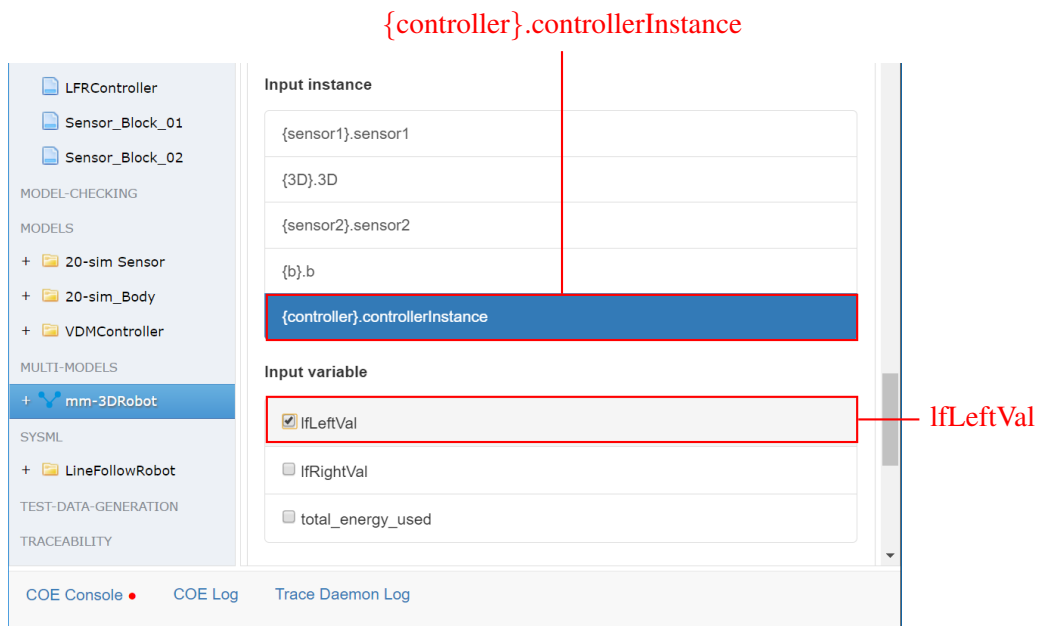 {controller}.controllerInstance
LFRController
Sensor_Block_01
Sensor_Block_02
MODEL-CHECKING
MODELS
+ 20-sim Sensor
+ 20-sim_Body
+ VDMController
MULTI-MODELS
+ mm-3DRobot
SYSML
+ LineFollowRobot
TEST-DATA-GENERATION
TRACEABILITY
Input instance
{sensor1}.sensor1
{3D}.3D
{sensor2}.sensor2
{b}.b
{controller}.controllerInstance
Input variable
lfLeftVal
lfRightVal
total_energy_used
lfLeftVal
COE Console
COE Log
Trace Daemon Log